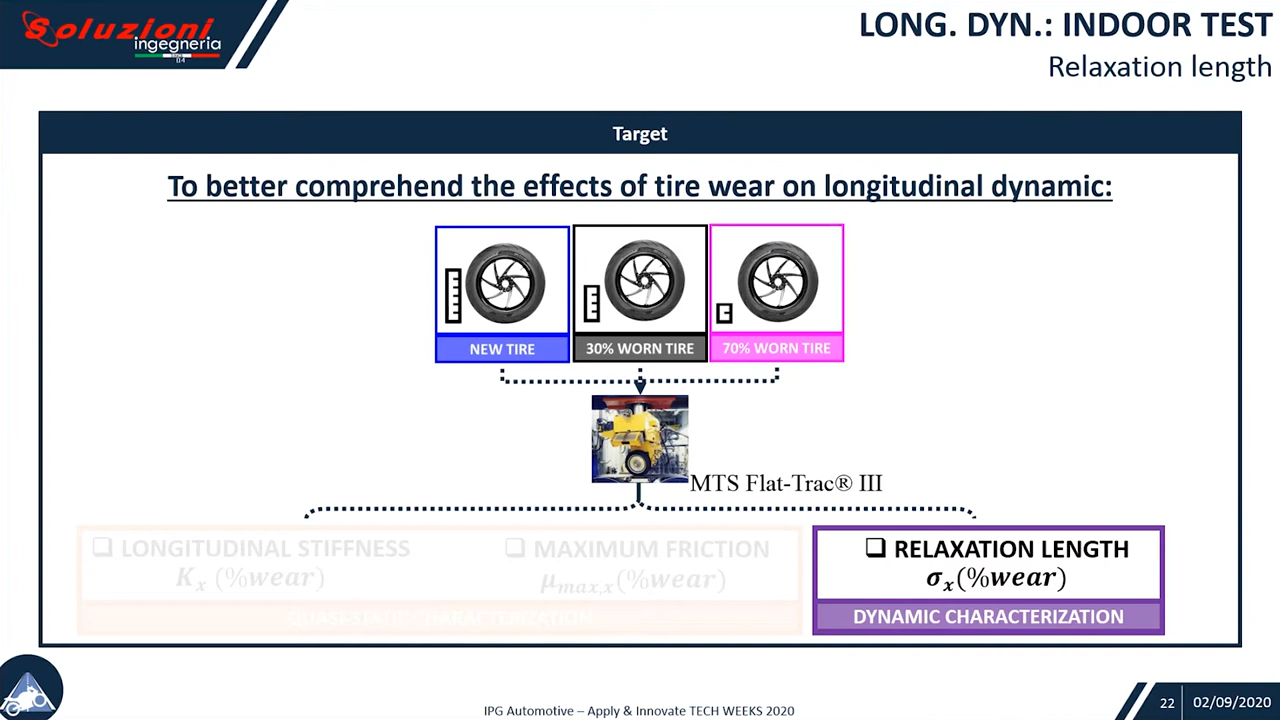 Soluzioni
ingegneria
SINCE
04
LONG. DYN.: INDOOR TEST
Relaxation length
Target
To better comprehend the effects of tire wear on longitudinal dynamic:
NEW TIRE
30% WORN TIRE
70% WORN TIRE
MTS Flat-Trac® III
❑ LONGITUDINAL STIFFNESS
Kx (%wear)
❑ MAXIMUM FRICTION
μmax,x(%wear)
QUASI-STATIC CHARACTERIZATION
❑ RELAXATION LENGTH
σx(%wear)
DYNAMIC CHARACTERIZATION
IPG Automotive – Apply & Innovate TECH WEEKS 2020
22
02/09/2020